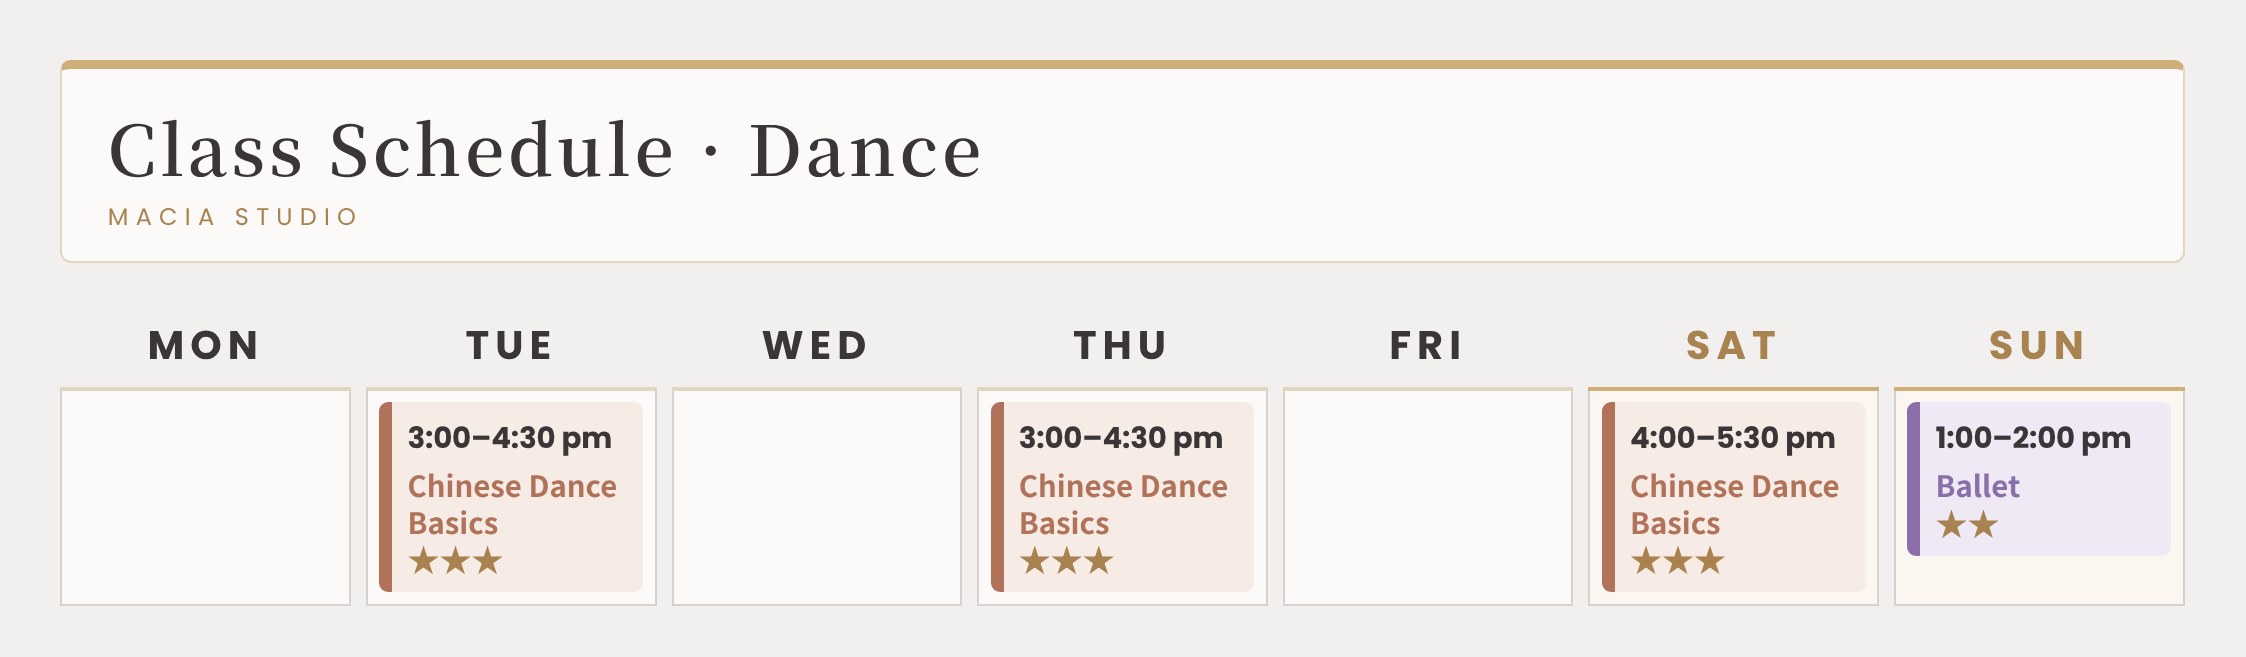 Class Schedule · Dance
MACIA STUDIO
MON
TUE
WED
THU
FRI
SAT
SUN
3:00–4:30 pm
Chinese Dance
Basics
★★★
3:00–4:30 pm
Chinese Dance
Basics
★★★
4:00–5:30 pm
Chinese Dance
Basics
★★★
1:00–2:00 pm
Ballet
★★